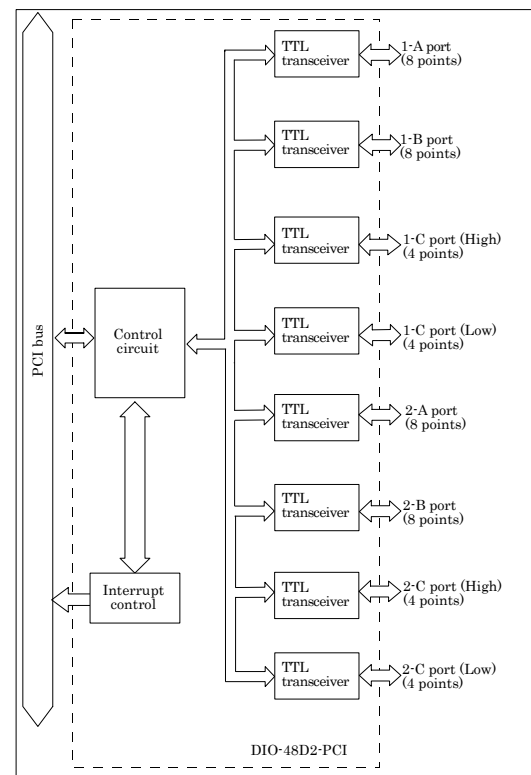 TTL
transceiver
1-A port
(8 points)
TTL
transceiver
1-B port
(8 points)
TTL
transceiver
1-C port (High)
(4 points)
PCI bus
Control
circuit
TTL
transceiver
1-C port (Low)
(4 points)
TTL
transceiver
2-A port
(8 points)
TTL
transceiver
2-B port
(8 points)
Interrupt
control
TTL
transceiver
2-C port (High)
(4 points)
TTL
transceiver
2-C port (Low)
(4 points)
DIO-48D2-PCI